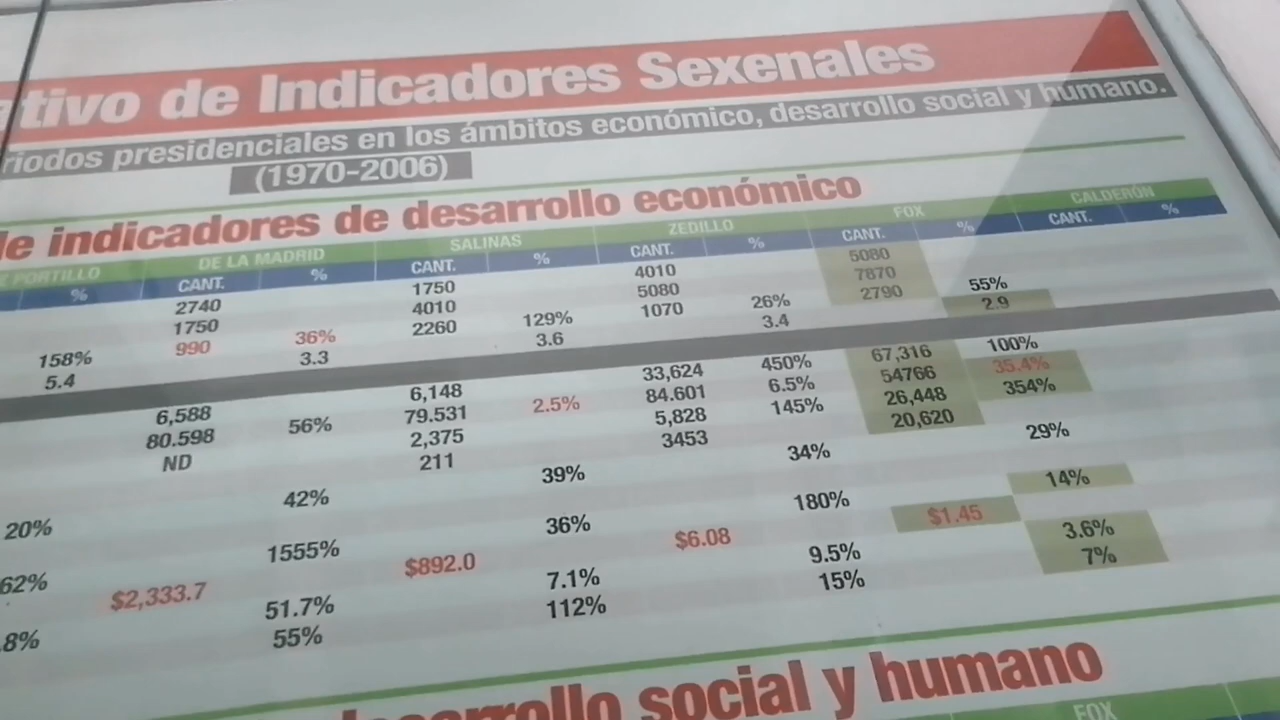 tivo de Indicadores Sexenales
riodos presidenciales en los ámbitos económico, desarrollo social y humano.
(1970-2006)
de indicadores de desarrollo económico
PORTILLO DE LA MADRID SALINAS ZEDILLO FOX CALDERÓN
% CANT. % CANT. % CANT. % CANT. % CANT. %
2740 1750 4010 5080
1750 4010 5080 7870
158% 990 36% 2260 129% 1070 26% 2790 55%
5.4 3.3 3.6 3.4 2.9
6,588 6,148 33,624 450% 67,316 100%
80.598 56% 79.531 2.5% 84.601 6.5% 54766 35.4%
ND 2,375 5,828 145% 26,448 354%
211 3453 20,620
20% 42% 39% 34% 29%
62% 1555% 36% 180% 14%
$2,333.7 $892.0 $6.08 $1.45
.8% 51.7% 7.1% 9.5% 3.6%
55% 112% 15% 7%
desarrollo social y humano
FOX